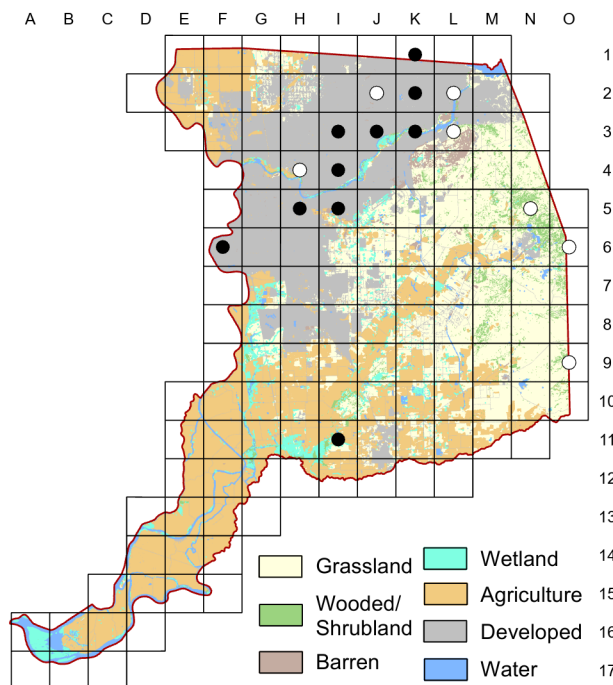 A B C D E F G H I J K L M N O
1
2
3
4
5
6
7
8
9
10
11
12
13
14
15
16
17
Grassland
Wooded/
Shrubland
Barren
Wetland
Agriculture
Developed
Water